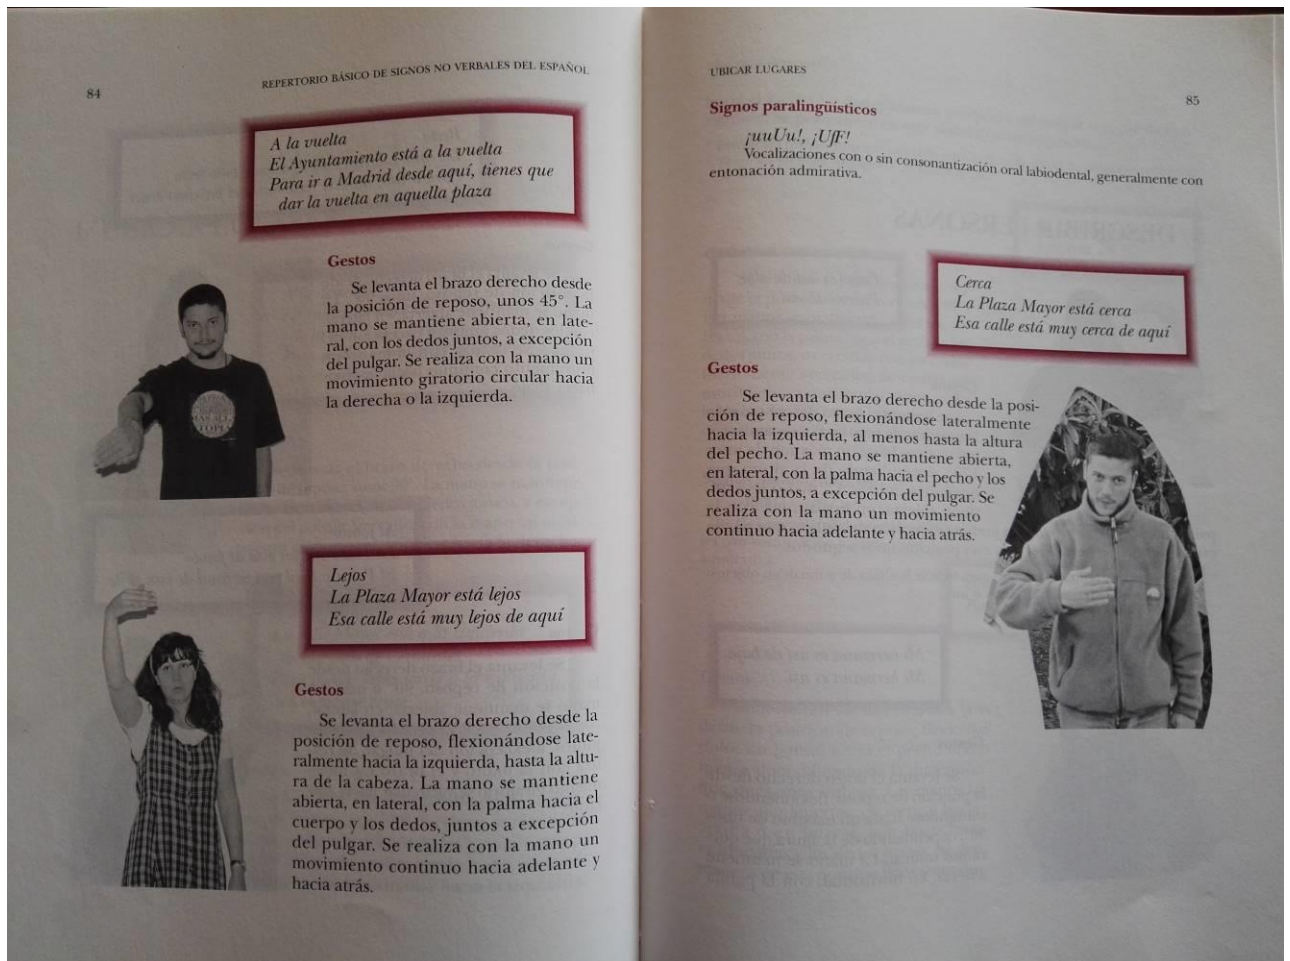 84
REPERTORIO BÁSICO DE SIGNOS NO VERBALES DEL ESPAÑOL
A la vuelta
El Ayuntamiento está a la vuelta
Para ir a Madrid desde aquí, tienes que
dar la vuelta en aquella plaza
Gestos
Se levanta el brazo derecho desde
la posición de reposo, unos 45°. La
mano se mantiene abierta, en late-
ral, con los dedos juntos, a excepción
del pulgar. Se realiza con la mano un
movimiento giratorio circular hacia
la derecha o la izquierda.
Lejos
La Plaza Mayor está lejos
Esa calle está muy lejos de aquí
Gestos
Se levanta el brazo derecho desde la
posición de reposo, flexionándose late-
ralmente hacia la izquierda, hasta la altu-
ra de la cabeza. La mano se mantiene
abierta, en lateral, con la palma hacia el
cuerpo y los dedos, juntos a excepción
del pulgar. Se realiza con la mano un
movimiento continuo hacia adelante y
hacia atrás.
UBICAR LUGARES
85
Signos paralingüísticos
¡uuUu!, ¡UfF!
Vocalizaciones con o sin consonantización oral labiodental, generalmente con
entonación admirativa.
Cerca
La Plaza Mayor está cerca
Esa calle está muy cerca de aquí
Gestos
Se levanta el brazo derecho desde la posi-
ción de reposo, flexionándose lateralmente
hacia la izquierda, al menos hasta la altura
del pecho. La mano se mantiene abierta,
en lateral, con la palma hacia el pecho y los
dedos juntos, a excepción del pulgar. Se
realiza con la mano un movimiento
continuo hacia adelante y hacia atrás.